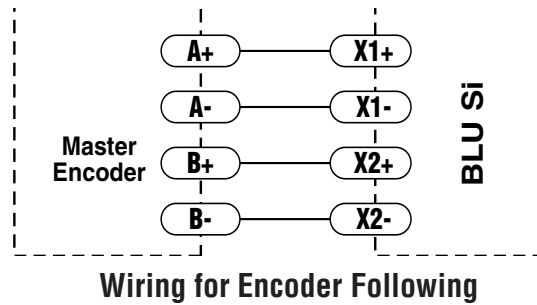 A+ X1+
A- X1-
Master
Encoder
B+ X2+
B- X2-
BLU Si
Wiring for Encoder Following